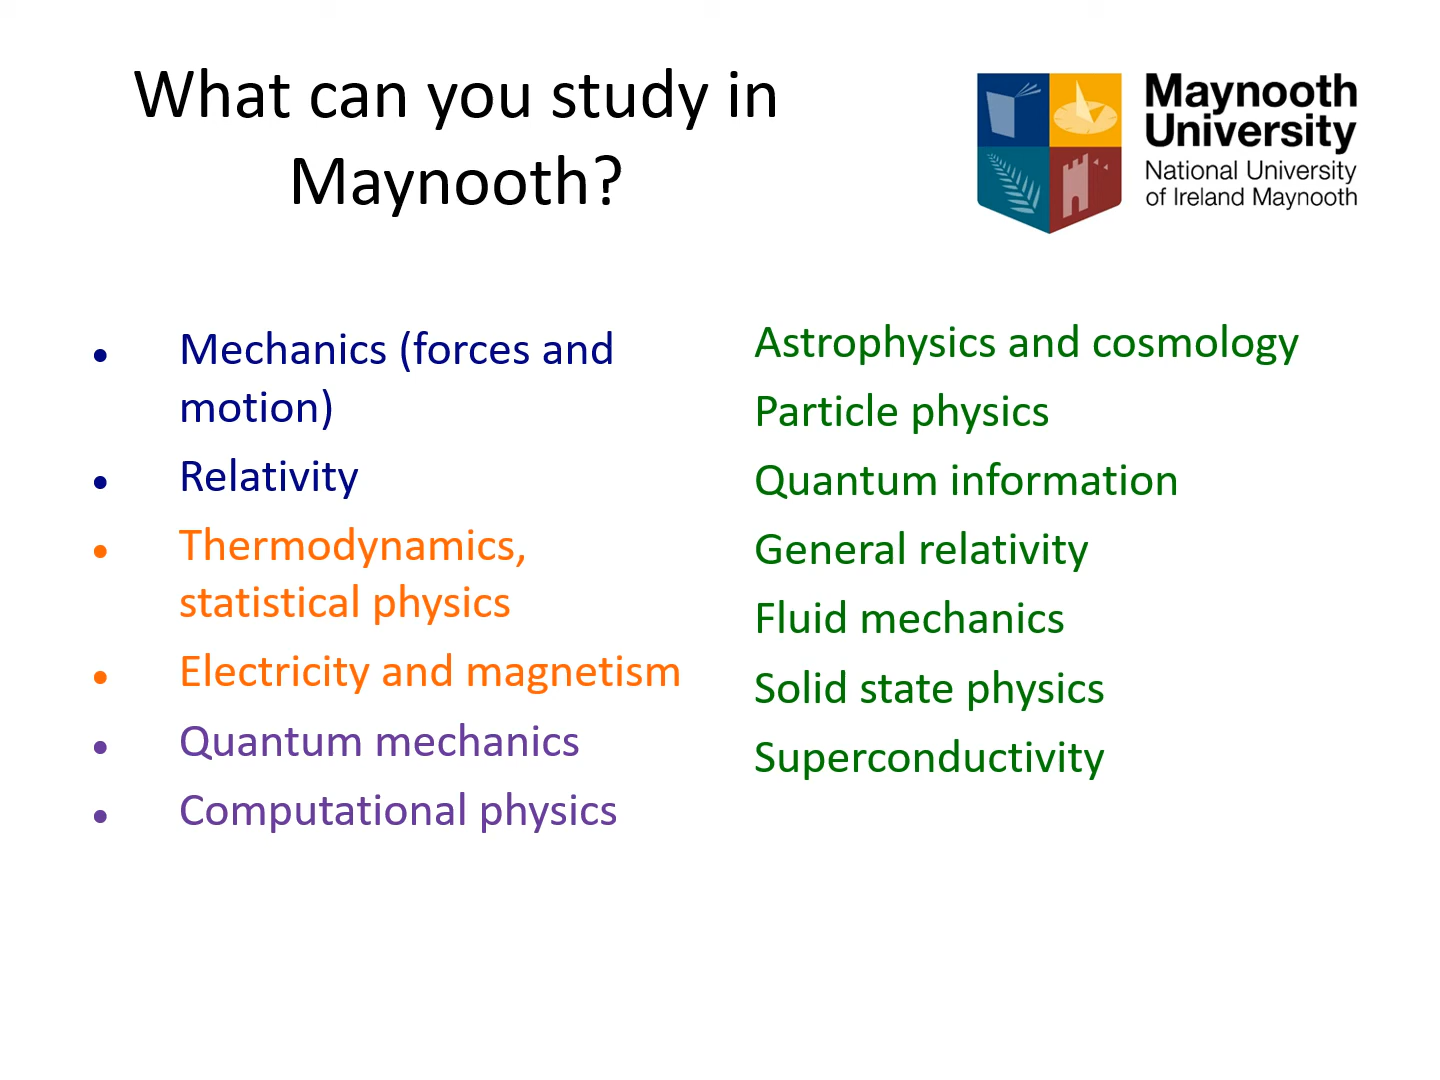 What can you study in
Maynooth?
Maynooth
University
National University
of Ireland Maynooth
• Mechanics (forces and
motion)
• Relativity
• Thermodynamics,
statistical physics
• Electricity and magnetism
• Quantum mechanics
• Computational physics
Astrophysics and cosmology
Particle physics
Quantum information
General relativity
Fluid mechanics
Solid state physics
Superconductivity